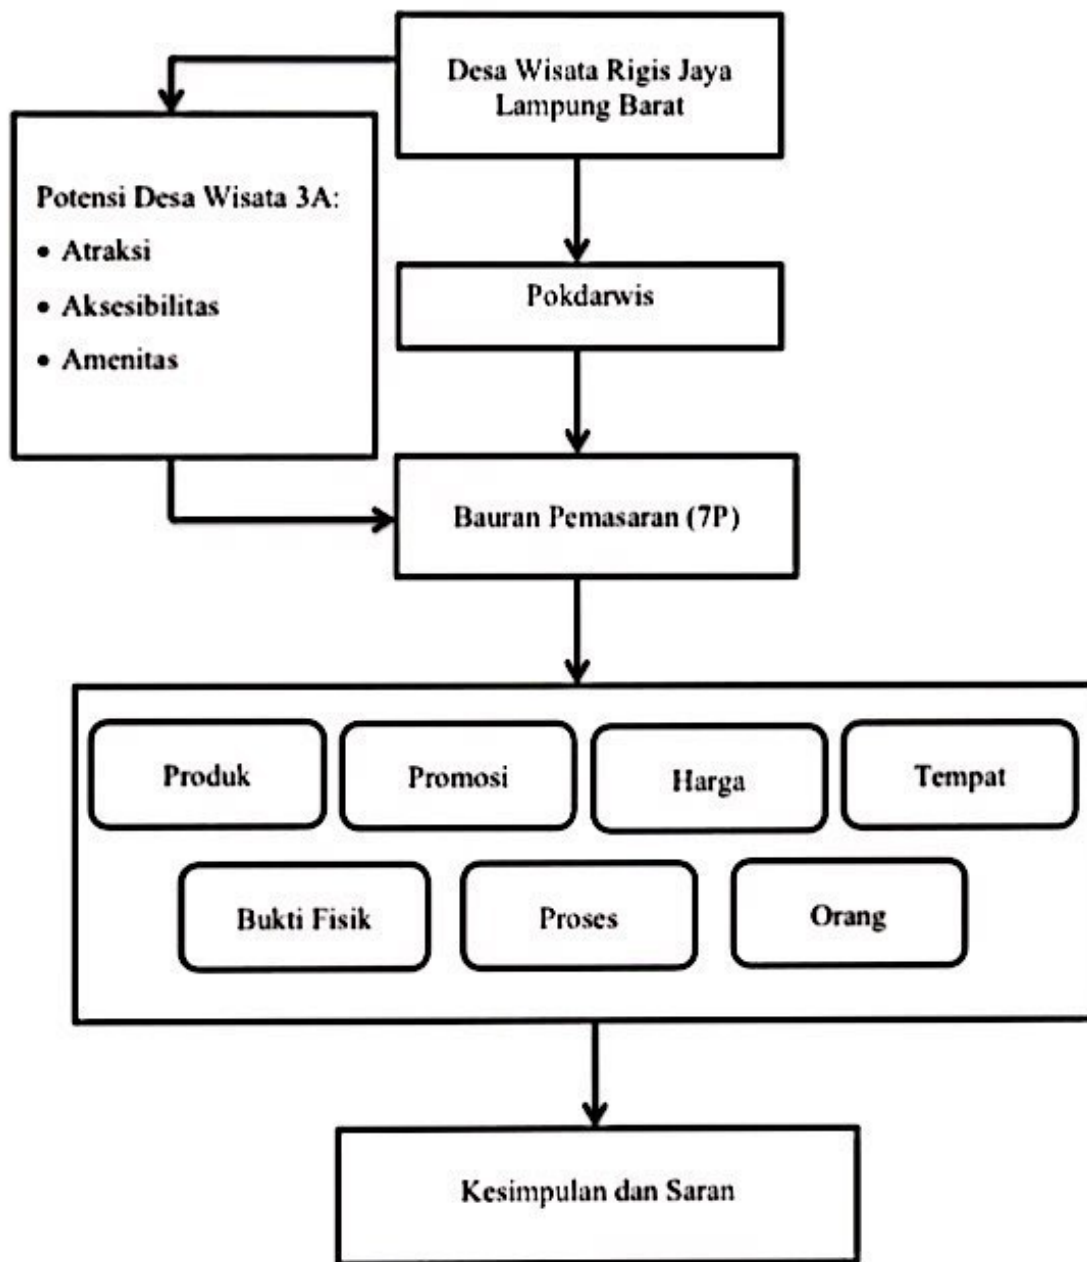 Desa Wisata Rigis Jaya
Lampung Barat
Potensi Desa Wisata 3A:
• Atraksi
• Aksesibilitas
• Amenitas
Pokdarwis
Bauran Pemasaran (7P)
Produk
Promosi
Harga
Tempat
Bukti Fisik
Proses
Orang
Kesimpulan dan Saran